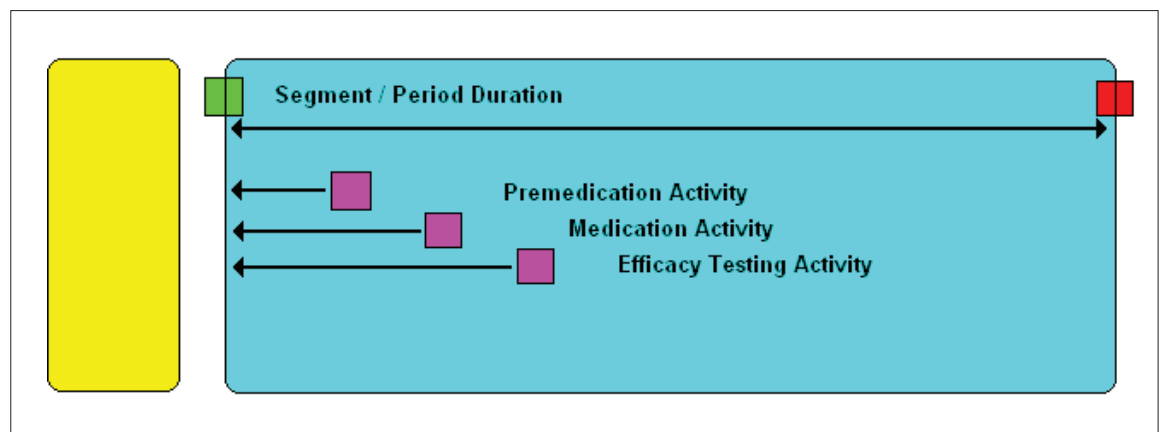 Segment / Period Duration
Premedication Activity
Medication Activity
Efficacy Testing Activity